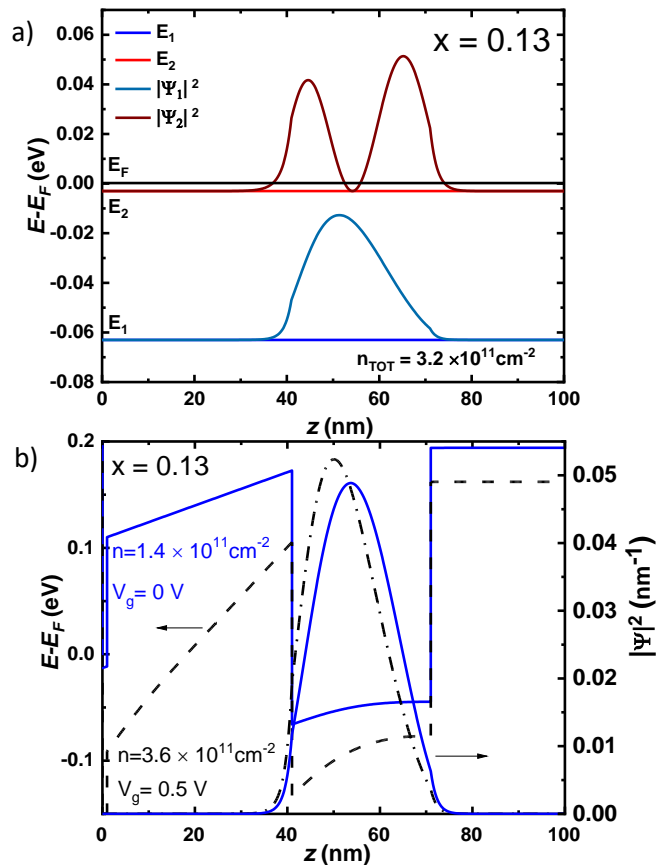 a)
x = 0.13
E₁
E₂
|Ψ₁|²
|Ψ₂|²
E_F
E₂
E₁
n_TOT = 3.2 ×10¹¹cm⁻²
E-E_F (eV)
0.06
0.04
0.02
0.00
-0.02
-0.04
-0.06
-0.08
0 20 40 60 80 100
z (nm)
b)
x = 0.13
n=1.4 × 10¹¹cm⁻²
V_g= 0 V
n=3.6 × 10¹¹cm⁻²
V_g= 0.5 V
E-E_F (eV)
0.2
0.1
0.0
-0.1
0.05
0.04
0.03
0.02
0.01
0.00
|Ψ|² (nm⁻¹)
0 20 40 60 80 100
z (nm)